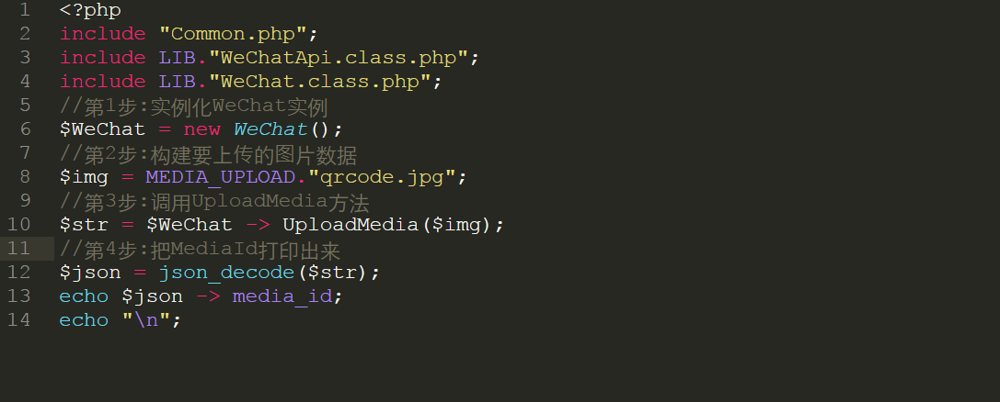 1 <?php
2 include "Common.php";
3 include LIB."WeChatApi.class.php";
4 include LIB."WeChat.class.php";
5 //第1步:实例化WeChat实例
6 $WeChat = new WeChat();
7 //第2步:构建要上传的图片数据
8 $img = MEDIA_UPLOAD."qrcode.jpg";
9 //第3步:调用UploadMedia方法
10 $str = $WeChat -> UploadMedia($img);
11 //第4步:把MediaId打印出来
12 $json = json_decode($str);
13 echo $json -> media_id;
14 echo "\n";